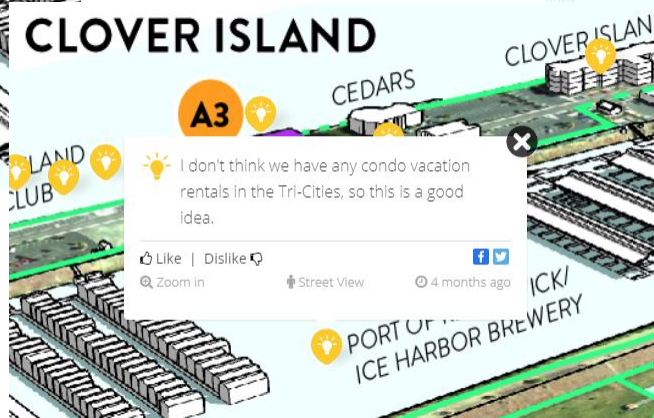 CLOVER ISLAND
CLOVER ISLAN
CEDARS
A3
LAND
CLUB
I don't think we have any condo vacation
rentals in the Tri-Cities, so this is a good
idea.
Like | Dislike
Zoom in
Street View
4 months ago
PORT OF
ICK/
ICE HARBOR BREWERY